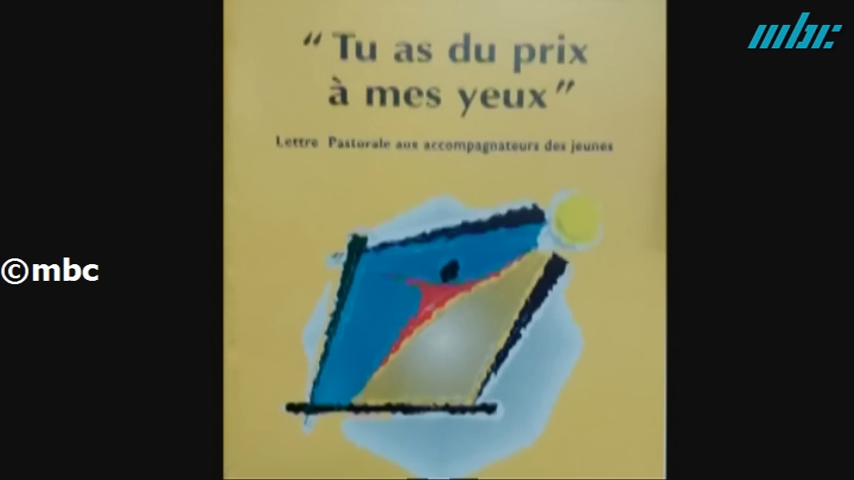 mbc
“Tu as du prix
à mes yeux”
Lettre Pastorale aux accompagnateurs des jeunes
©mbc